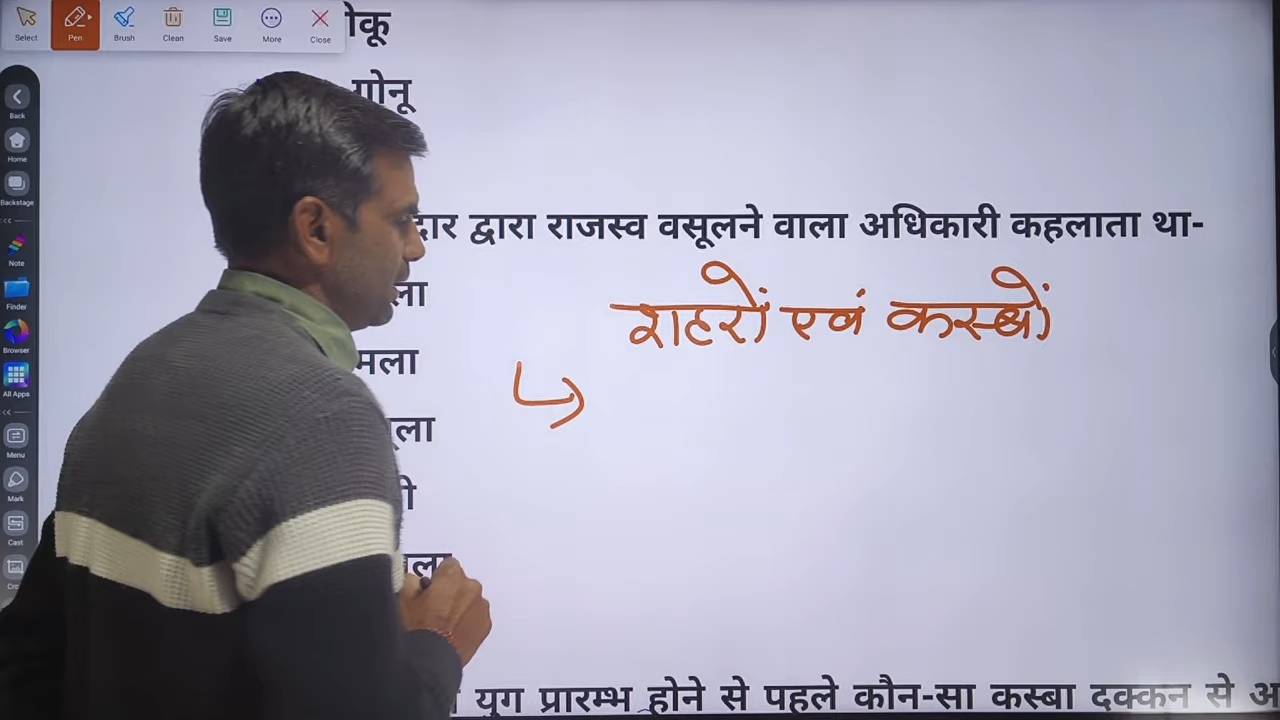 Select Pen Brush Clean Save More Close
ोकू
गोनू
Back
Home
Backstage
दार द्वारा राजस्व वसूलने वाला अधिकारी कहलाता था-
Note
ला
Finder
शहरों एवं कस्बों
Browser
मला
All Apps
Menu
ूला
Mark
ी
Cast
ला
युग प्रारम्भ होने से पहले कौन-सा कस्बा दक्कन से